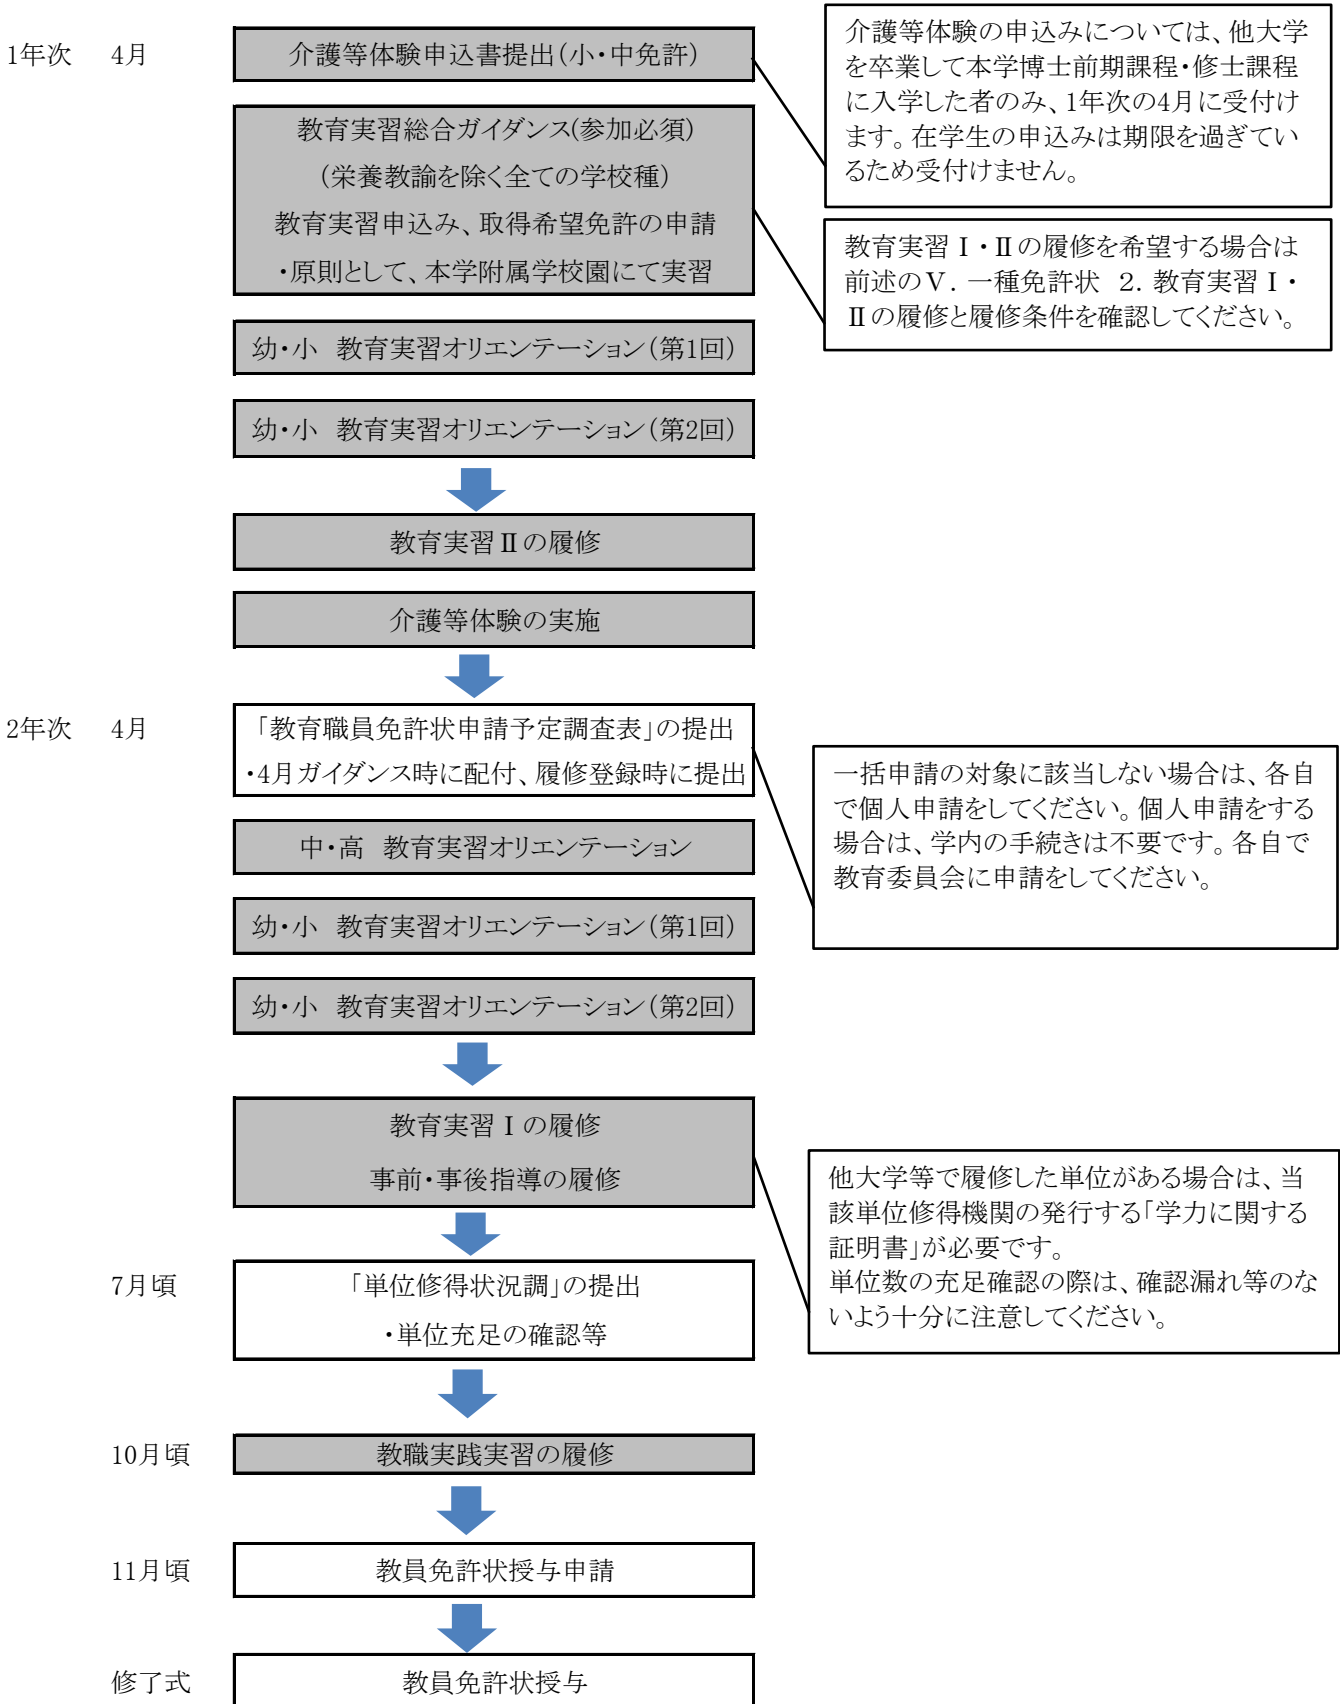 1年次 4月
介護等体験申込書提出(小・中免許)
介護等体験の申込みについては、他大学
を卒業して本学博士前期課程・修士課程
に入学した者のみ、1年次の4月に受付け
ます。在学生の申込みは期限を過ぎてい
るため受付けません。
教育実習総合ガイダンス(参加必須)
(栄養教諭を除く全ての学校種)
教育実習申込み、取得希望免許の申請
・原則として、本学附属学校園にて実習
教育実習Ⅰ・Ⅱの履修を希望する場合は
前述のⅤ．一種免許状 2．教育実習Ⅰ・
Ⅱの履修と履修条件を確認してください。
幼・小 教育実習オリエンテーション(第1回)
幼・小 教育実習オリエンテーション(第2回)
教育実習Ⅱの履修
介護等体験の実施
2年次 4月
「教育職員免許状申請予定調査表」の提出
・4月ガイダンス時に配付、履修登録時に提出
一括申請の対象に該当しない場合は、各自
で個人申請をしてください。個人申請をする
場合は、学内の手続きは不要です。各自で
教育委員会に申請をしてください。
中・高 教育実習オリエンテーション
幼・小 教育実習オリエンテーション(第1回)
幼・小 教育実習オリエンテーション(第2回)
教育実習Ⅰの履修
事前・事後指導の履修
他大学等で履修した単位がある場合は、当
該単位修得機関の発行する「学力に関する
証明書」が必要です。
単位数の充足確認の際は、確認漏れ等のな
いよう十分に注意してください。
7月頃
「単位修得状況調」の提出
・単位充足の確認等
10月頃
教職実践実習の履修
11月頃
教員免許状授与申請
修了式
教員免許状授与